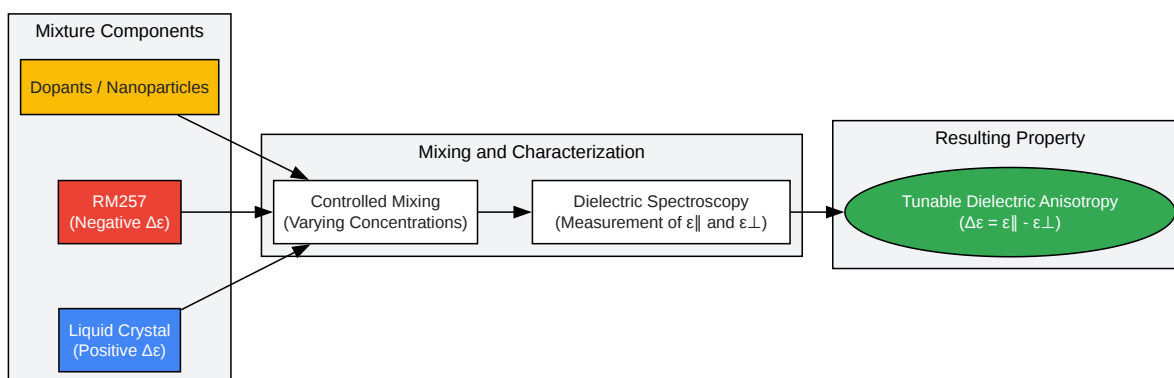 Mixture Components
Dopants / Nanoparticles
RM257
(Negative Δε)
Liquid Crystal
(Positive Δε)
Mixing and Characterization
Controlled Mixing
(Varying Concentrations)
Dielectric Spectroscopy
(Measurement of ε∥ and ε⊥)
Resulting Property
Tunable Dielectric Anisotropy
(Δε = ε∥ - ε⊥)